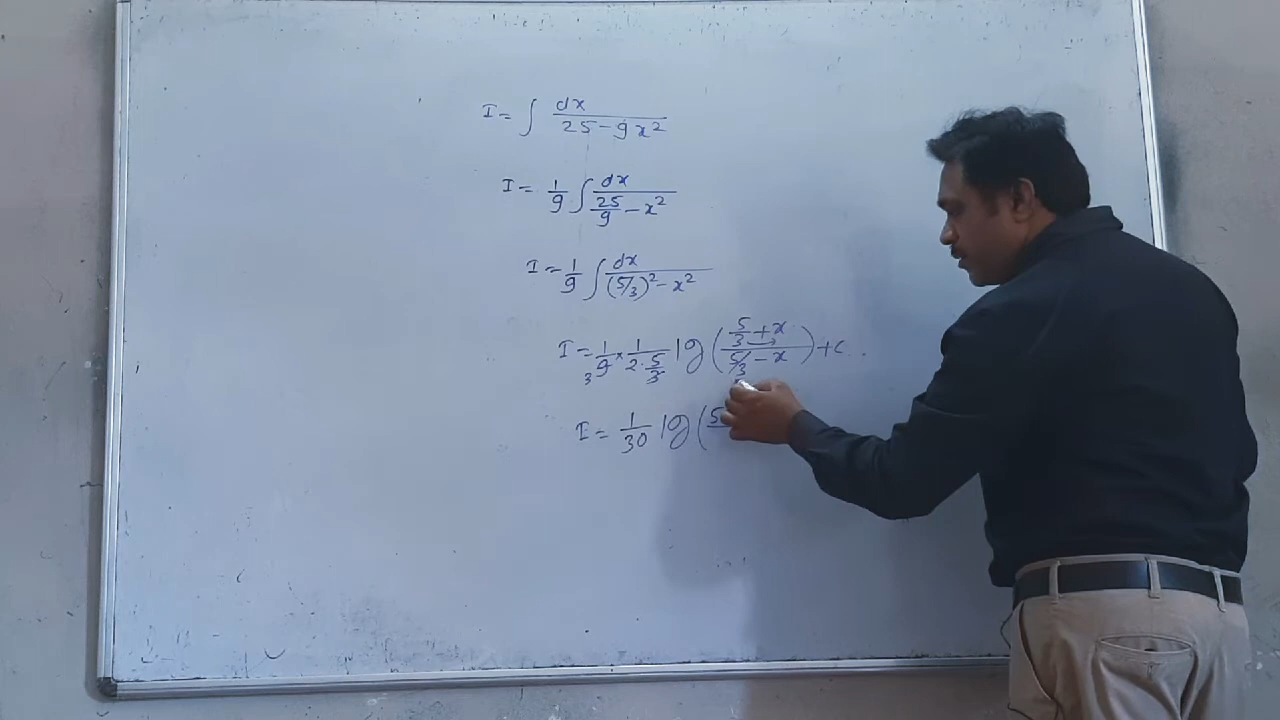 I = ∫ dx / 25 - 9x²
I = 1/9 ∫ dx / 25/9 - x²
I = 1/9 ∫ dx / (5/3)² - x²
I = 1/9 × 1/2·5/3 log ( 5/3 + x / 5/3 - x ) + c.
3
I = 1/30 log ( 5